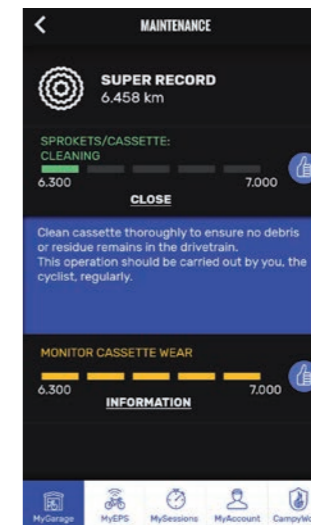 MAINTENANCE
SUPER RECORD
6.458 km
SPROKETS/CASSETTE:
CLEANING
6.300 7.000
CLOSE
Clean cassette thoroughly to ensure no debris
or residue remains in the drivetrain.
This operation should be carried out by you, the
cyclist, regularly.
MONITOR CASSETTE WEAR
6.300 7.000
INFORMATION
MyGarage MyEPS MySessions MyAccount CampyWo